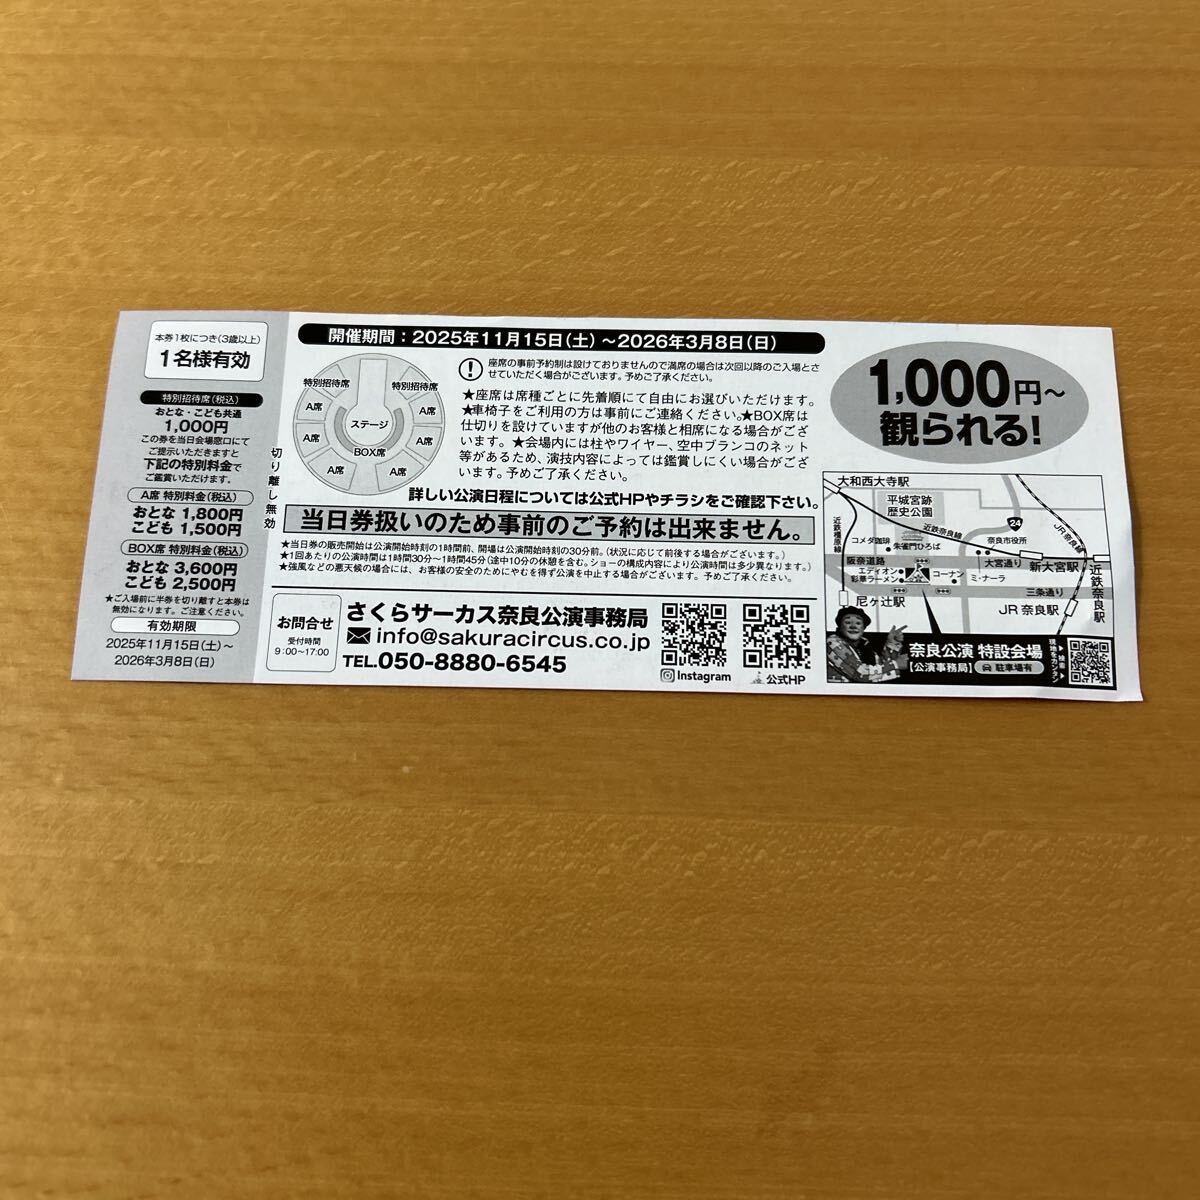 本券1枚につき(3歳以上)
1名様有効
特別招待席(税込)
おとな・こども共通
1,000円
この券を当日会場窓口にて
ご提示いただきますと
下記の特別料金で
ご鑑賞いただけます。
A席 特別料金(税込)
おとな 1,800円
こども 1,500円
BOX席 特別料金(税込)
おとな 3,600円
こども 2,500円
★ご入場前に半券を切り離すと本券は
無効になります。ご注意ください。
有効期限
2025年11月15日(土)～
2026年3月8日(日)
切り離し無効
開催期間：2025年11月15日(土)～2026年3月8日(日)
特別招待席
特別招待席
A席
A席
ステージ
A席
A席
BOX席
A席
A席
座席の事前予約制は設けておりませんので満席の場合は次回以降のご入場とさ
せていただく場合がございます。予めご了承ください。
★座席は席種ごとに先着順にて自由にお選びいただけます。
★車椅子をご利用の方は事前にご連絡ください。★BOX席は
仕切りを設けていますが他のお客様と相席になる場合がござ
います。★会場内には柱やワイヤー、空中ブランコのネット
等があるため、演技内容によっては鑑賞しにくい場合がござ
います。予めご了承ください。
詳しい公演日程については公式HPやチラシをご確認下さい。
当日券扱いのため事前のご予約は出来ません。
★当日券の販売開始は公演開始時刻の1時間前、開場は公演開始時刻の30分前。(状況に応じて前後する場合がございます。)
★1回あたりの公演時間は1時間30分～1時間45分(途中10分の休憩を含む。ショーの構成内容により公演時間は多少異なります。)
★強風などの悪天候の場合には、お客様の安全のためにやむを得ず公演を中止する場合がございます。予めご了承ください。
お問合せ
受付時間
9:00～17:00
さくらサーカス奈良公演事務局
info@sakuracircus.co.jp
TEL.050-8880-6545
Instagram
公式HP
1,000円～
観られる!
大和西大寺駅
平城宮跡
歴史公園
24
近鉄橿原線
近鉄奈良線
JR奈良線
コメダ珈琲
朱雀門ひろば
奈良市役所
阪奈道路
大宮通り
新大宮駅
近鉄奈良駅
エディオン
彩華ラーメン
コーナン
ミ・ナーラ
三条通り
尼ヶ辻駅
JR奈良駅
奈良公演 特設会場
【公演事務局】
駐車場有
現地をカンタン
検索